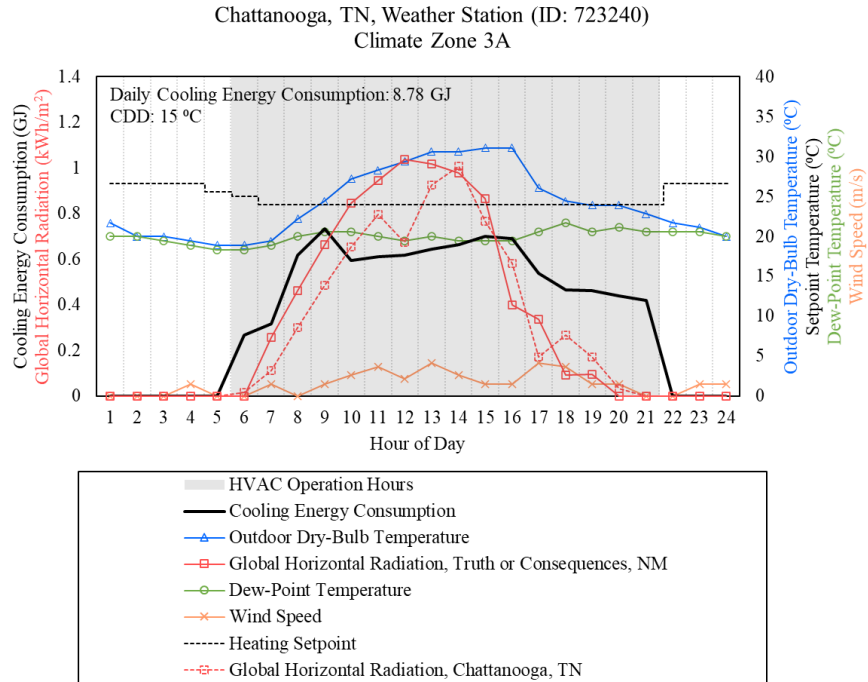 Chattanooga, TN, Weather Station (ID: 723240)
Climate Zone 3A
Cooling Energy Consumption (GJ)
Global Horizontal Radiation (kWh/m²)
1.4
1.2
1
0.8
0.6
0.4
0.2
0
Daily Cooling Energy Consumption: 8.78 GJ
CDD: 15 ºC
40
35
30
25
20
15
10
5
0
Outdoor Dry-Bulb Temperature (ºC)
Setpoint Temperature (ºC)
Dew-Point Temperature (ºC)
Wind Speed (m/s)
1 2 3 4 5 6 7 8 9 10 11 12 13 14 15 16 17 18 19 20 21 22 23 24
Hour of Day
HVAC Operation Hours
Cooling Energy Consumption
Outdoor Dry-Bulb Temperature
Global Horizontal Radiation, Truth or Consequences, NM
Dew-Point Temperature
Wind Speed
Heating Setpoint
Global Horizontal Radiation, Chattanooga, TN